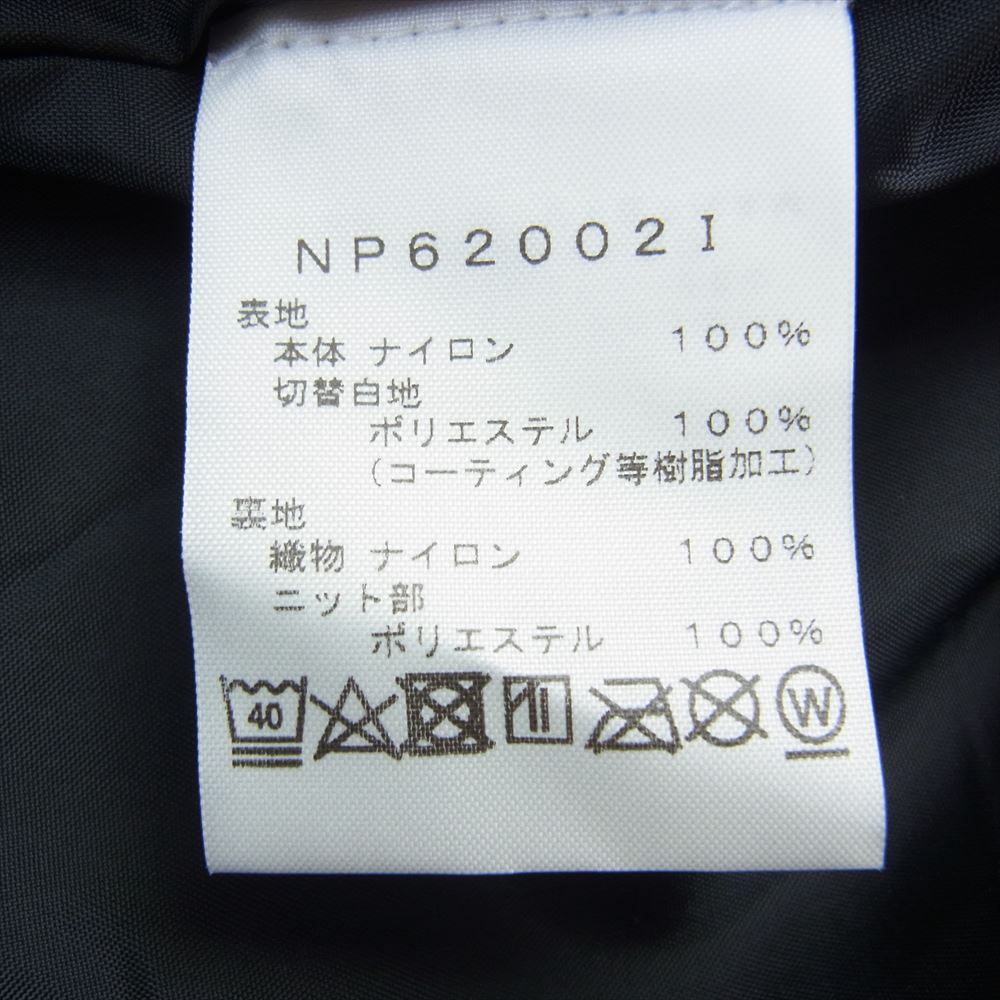 NP62002I
表地
本体 ナイロン 100%
切替白地
ポリエステル 100%
(コーティング等樹脂加工)
裏地
織物 ナイロン 100%
ニット部
ポリエステル 100%
40 W